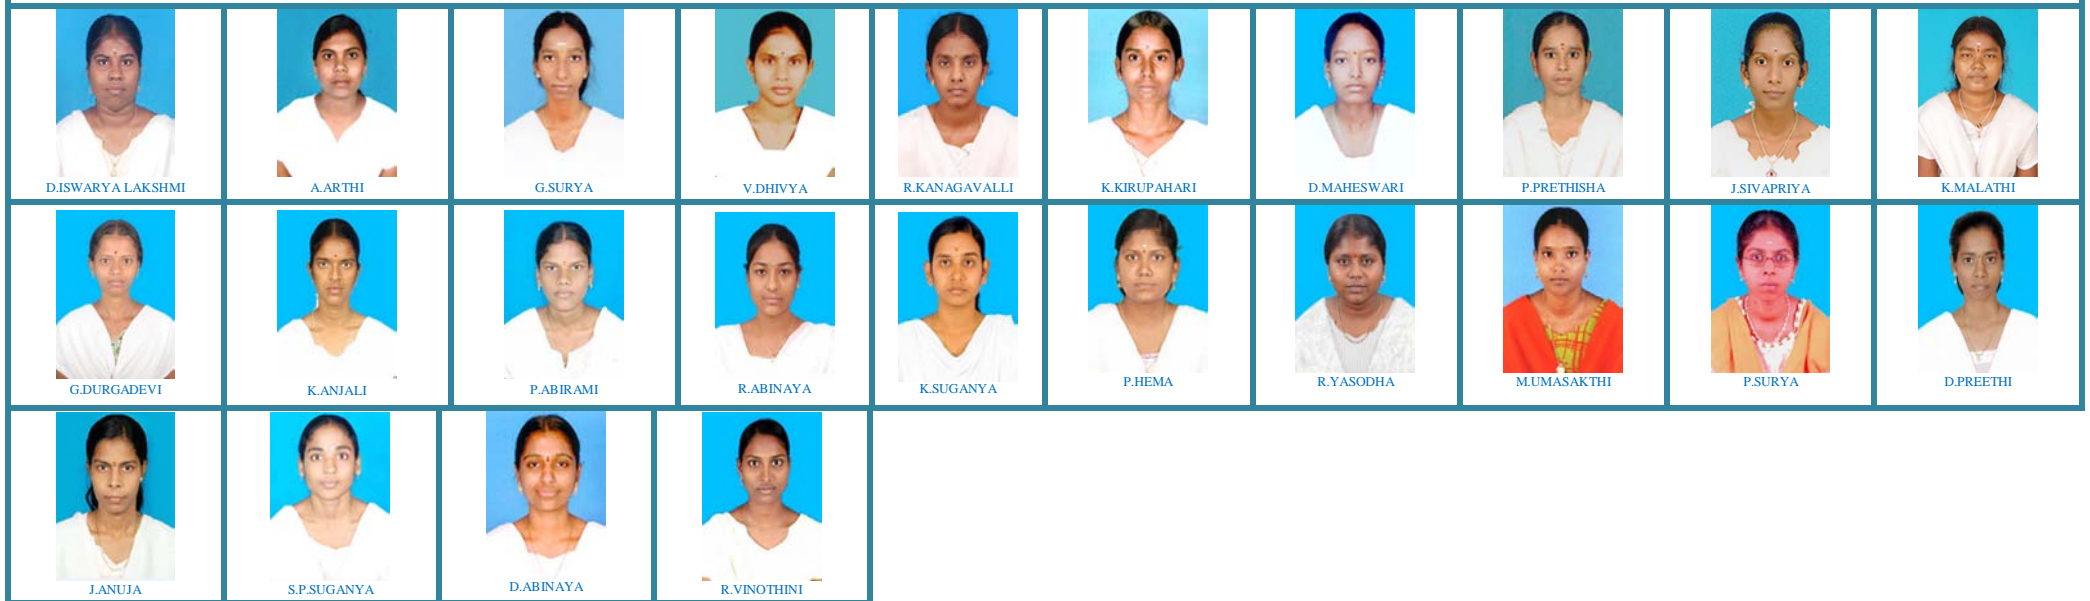 D.ISWARYA LAKSHMI
A.ARTHI
G.SURYA
V.DHIVYA
R.KANAGAVALLI
K.KIRUPAHARI
D.MAHESWARI
P.PRETHISHA
J.SIVAPRIYA
K.MALATHI
G.DURGADEVI
K.ANJALI
P.ABIRAMI
R.ABINAYA
K.SUGANYA
P.HEMA
R.YASODHA
M.UMASAKTHI
P.SURYA
D.PREETHI
J.ANUJA
S.P.SUGANYA
D.ABINAYA
R.VINOTHINI